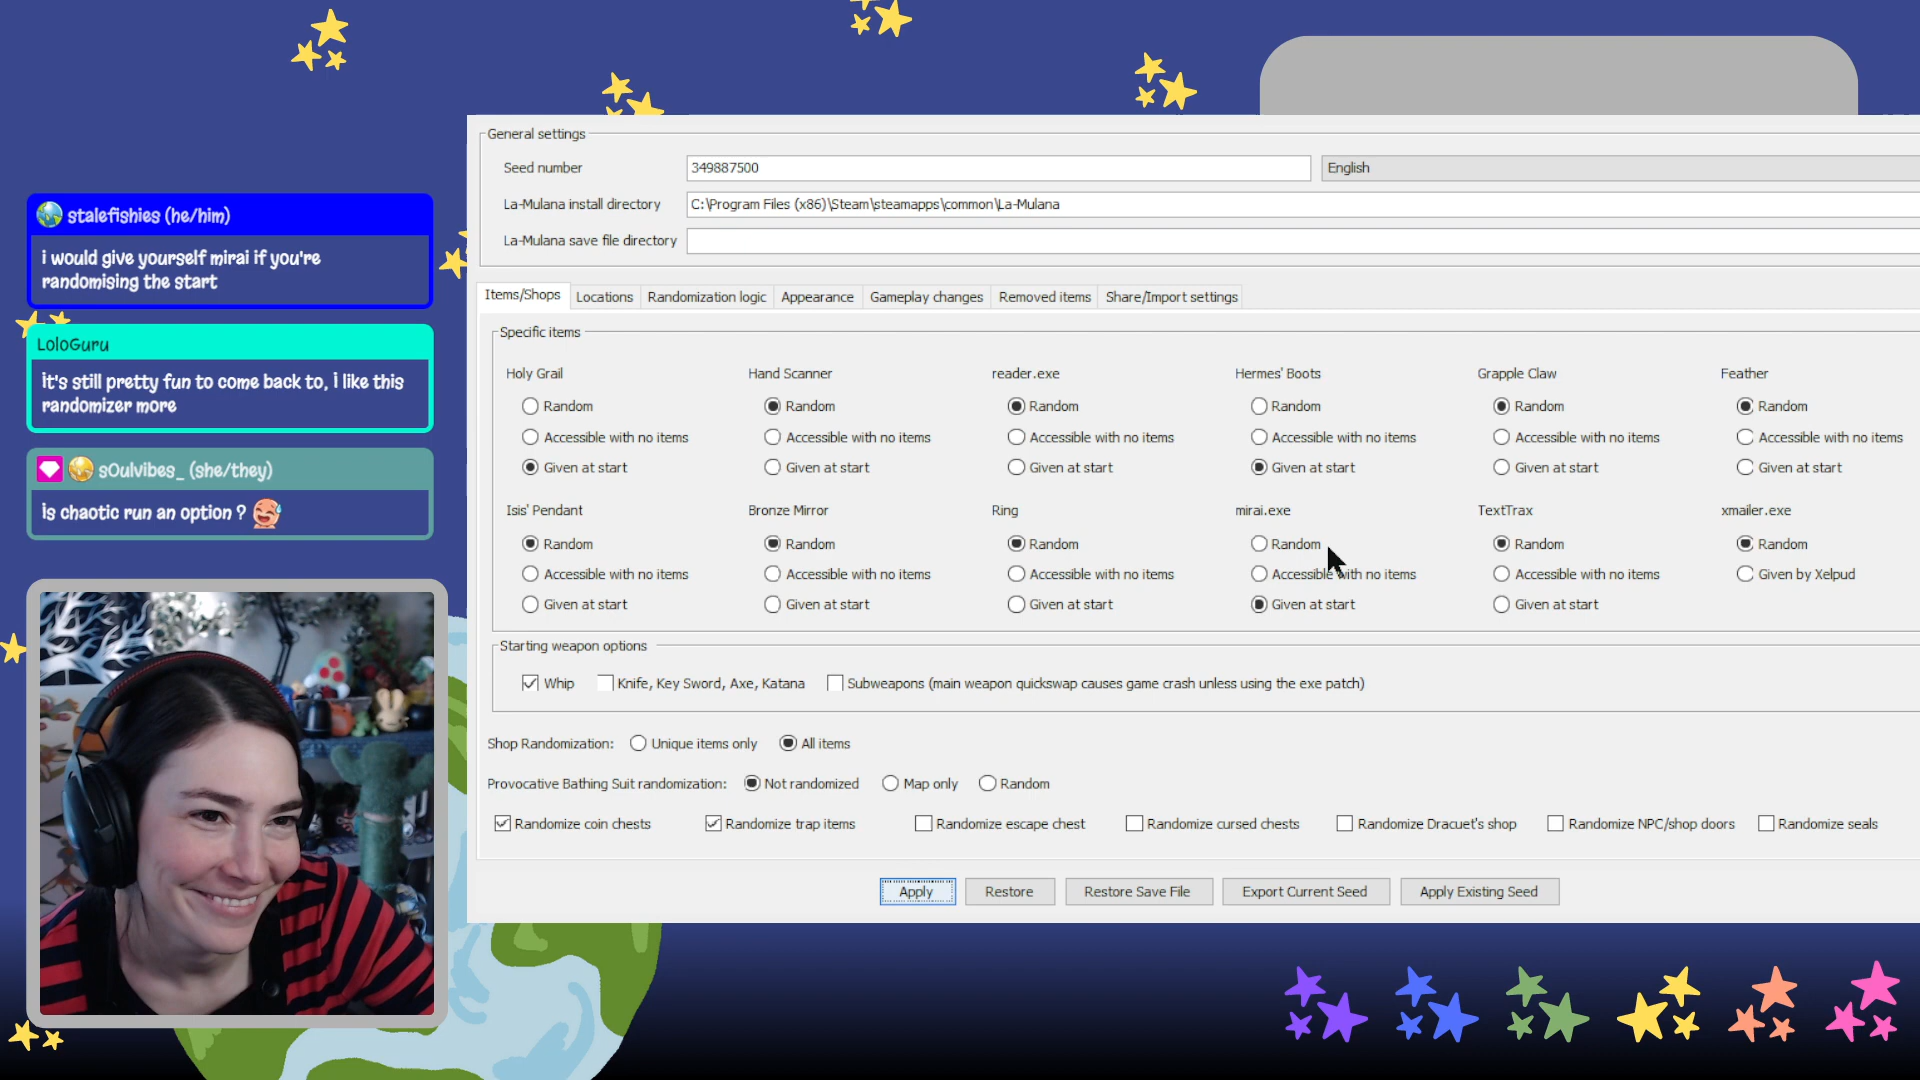 stalefishies (he/him)
i would give yourself mirai if you're
randomising the start
LoloGuru
it's still pretty fun to come back to, i like this
randomizer more
s0ulvibes_ (she/they)
is chaotic run an option ?
General settings
Seed number
349887500
English
La-Mulana install directory
C:\Program Files (x86)\Steam\steamapps\common\La-Mulana
La-Mulana save file directory
Items/Shops
Locations
Randomization logic
Appearance
Gameplay changes
Removed items
Share/Import settings
Specific items
Holy Grail
Random
Accessible with no items
Given at start
Hand Scanner
Random
Accessible with no items
Given at start
reader.exe
Random
Accessible with no items
Given at start
Hermes' Boots
Random
Accessible with no items
Given at start
Grapple Claw
Random
Accessible with no items
Given at start
Feather
Random
Accessible with no items
Given at start
Isis' Pendant
Random
Accessible with no items
Given at start
Bronze Mirror
Random
Accessible with no items
Given at start
Ring
Random
Accessible with no items
Given at start
mirai.exe
Random
Accessible with no items
Given at start
TextTrax
Random
Accessible with no items
Given at start
xmailer.exe
Random
Given by Xelpud
Starting weapon options
Whip
Knife, Key Sword, Axe, Katana
Subweapons (main weapon quickswap causes game crash unless using the exe patch)
Shop Randomization:
Unique items only
All items
Provocative Bathing Suit randomization:
Not randomized
Map only
Random
Randomize coin chests
Randomize trap items
Randomize escape chest
Randomize cursed chests
Randomize Dracuet's shop
Randomize NPC/shop doors
Randomize seals
Apply
Restore
Restore Save File
Export Current Seed
Apply Existing Seed